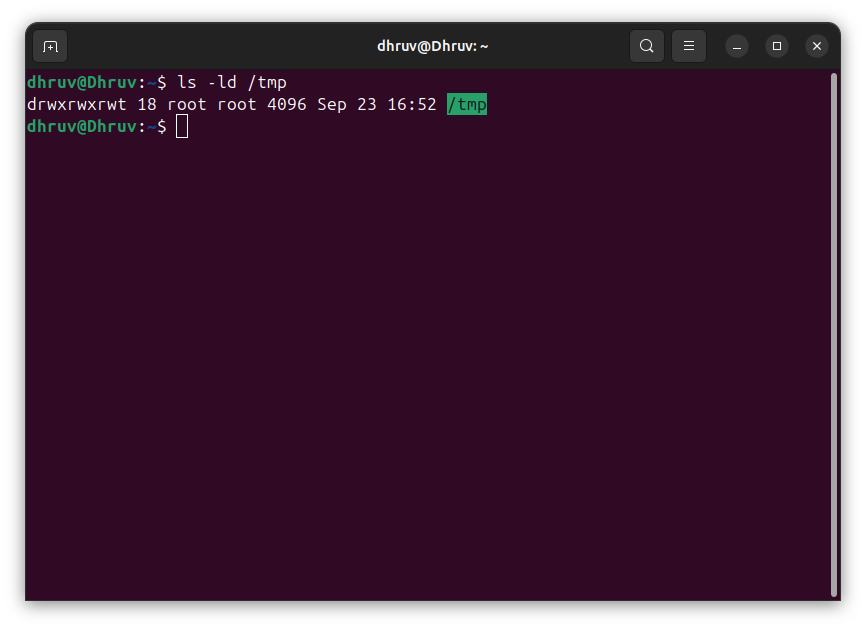 dhruv@Dhruv: ~
dhruv@Dhruv:~$ ls -ld /tmp
drwxrwxrwt 18 root root 4096 Sep 23 16:52 /tmp
dhruv@Dhruv:~$